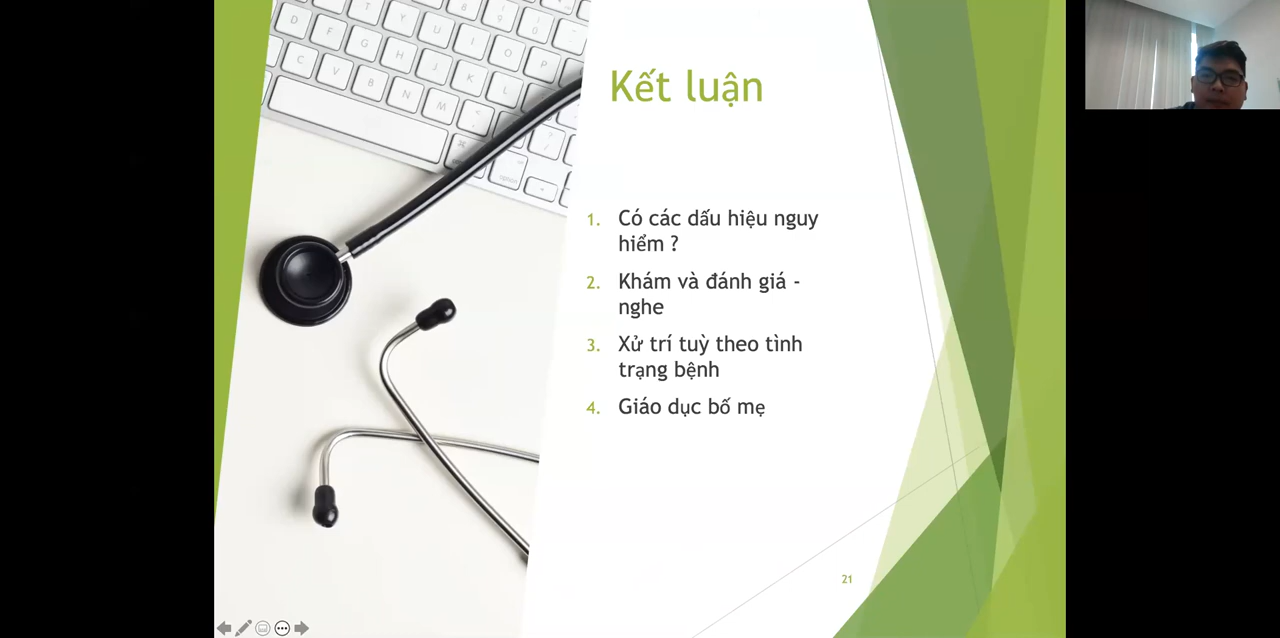 Kết luận
1. Có các dấu hiệu nguy
hiểm ?
2. Khám và đánh giá -
nghe
3. Xử trí tuỳ theo tình
trạng bệnh
4. Giáo dục bố mẹ
21
D
F
G
H
J
K
L
T
Y
U
I
O
P
C
V
B
N
M
option